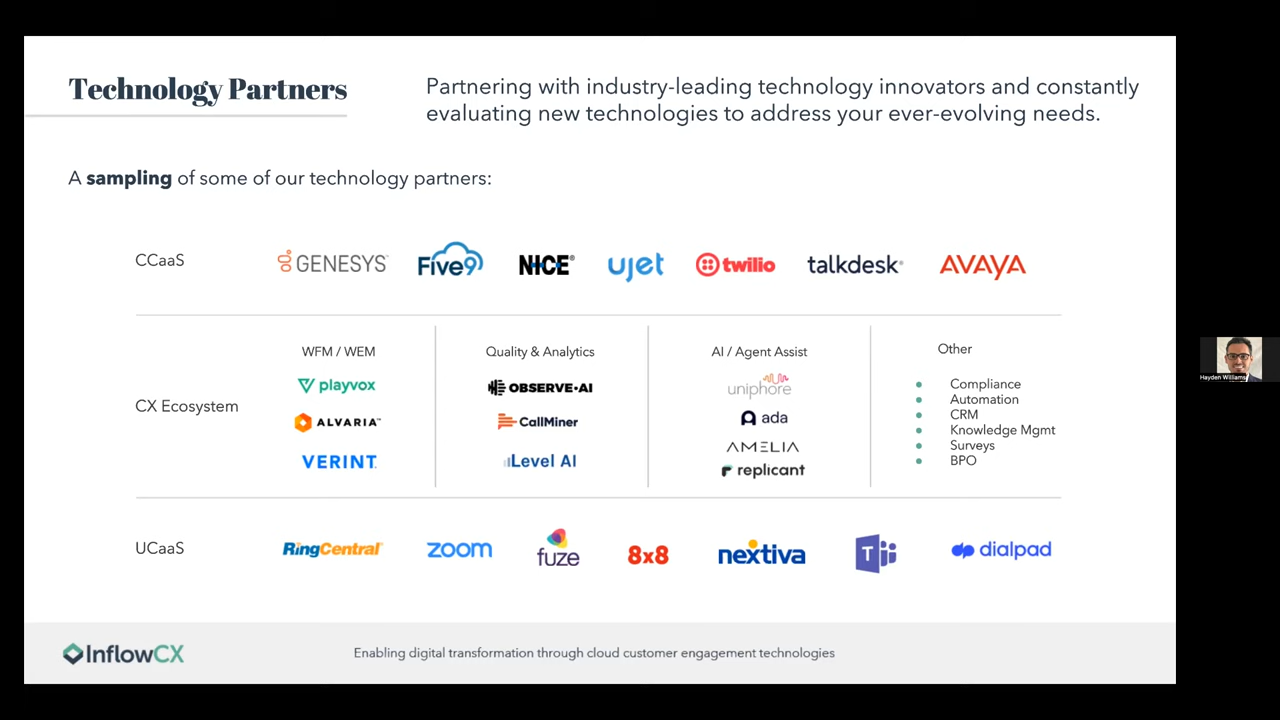 Technology Partners
Partnering with industry-leading technology innovators and constantly
evaluating new technologies to address your ever-evolving needs.
A sampling of some of our technology partners:
CCaaS
GENESYS
Five9
NICE
ujet
twilio
talkdesk
AVAYA
CX Ecosystem
WFM / WEM
playvox
ALVARIA
VERINT
Quality & Analytics
OBSERVE•AI
CallMiner
Level AI
AI / Agent Assist
uniphore
ada
AMELIA
replicant
Other
• Compliance
• Automation
• CRM
• Knowledge Mgmt
• Surveys
• BPO
UCaaS
RingCentral
zoom
fuze
8x8
nextiva
T
dialpad
InflowCX
Enabling digital transformation through cloud customer engagement technologies
Hayden Williams